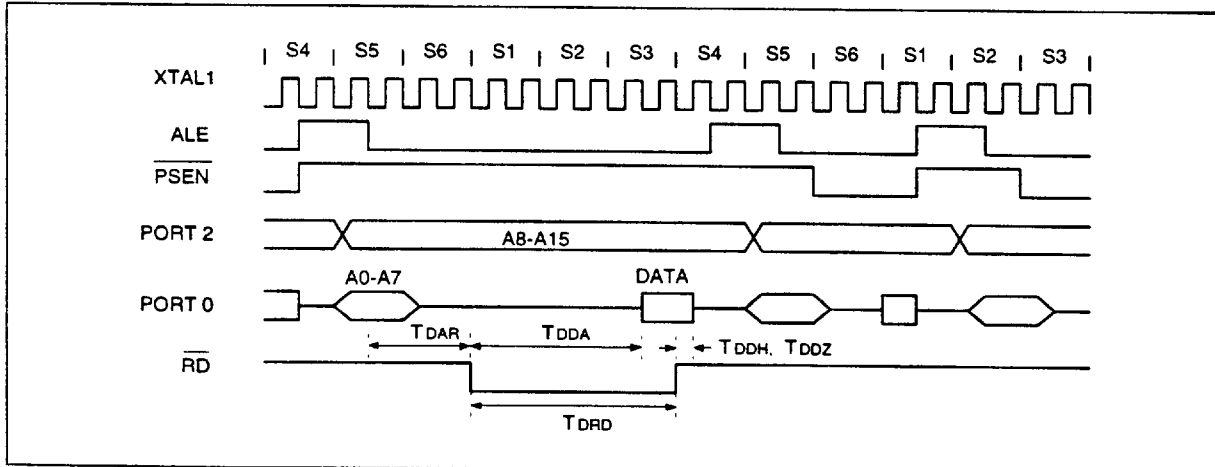 S4 S5 S6 S1 S2 S3 S4 S5 S6 S1 S2 S3
XTAL1
ALE
PSEN
PORT 2
A8-A15
A0-A7
DATA
PORT 0
TDAR
TDDA
TDDH, TDDZ
RD
TDRD